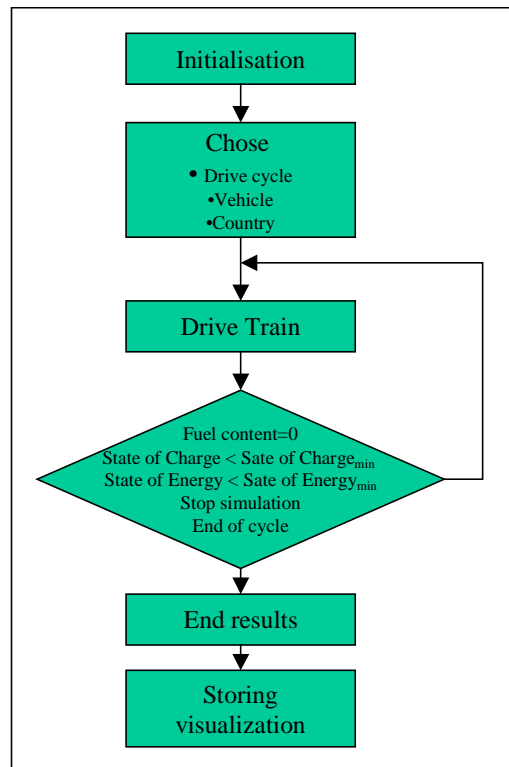 Initialisation
Chose
• Drive cycle
•Vehicle
•Country
Drive Train
Fuel content=0
State of Charge < Sate of Chargemin
State of Energy < Sate of Energymin
Stop simulation
End of cycle
End results
Storing
visualization